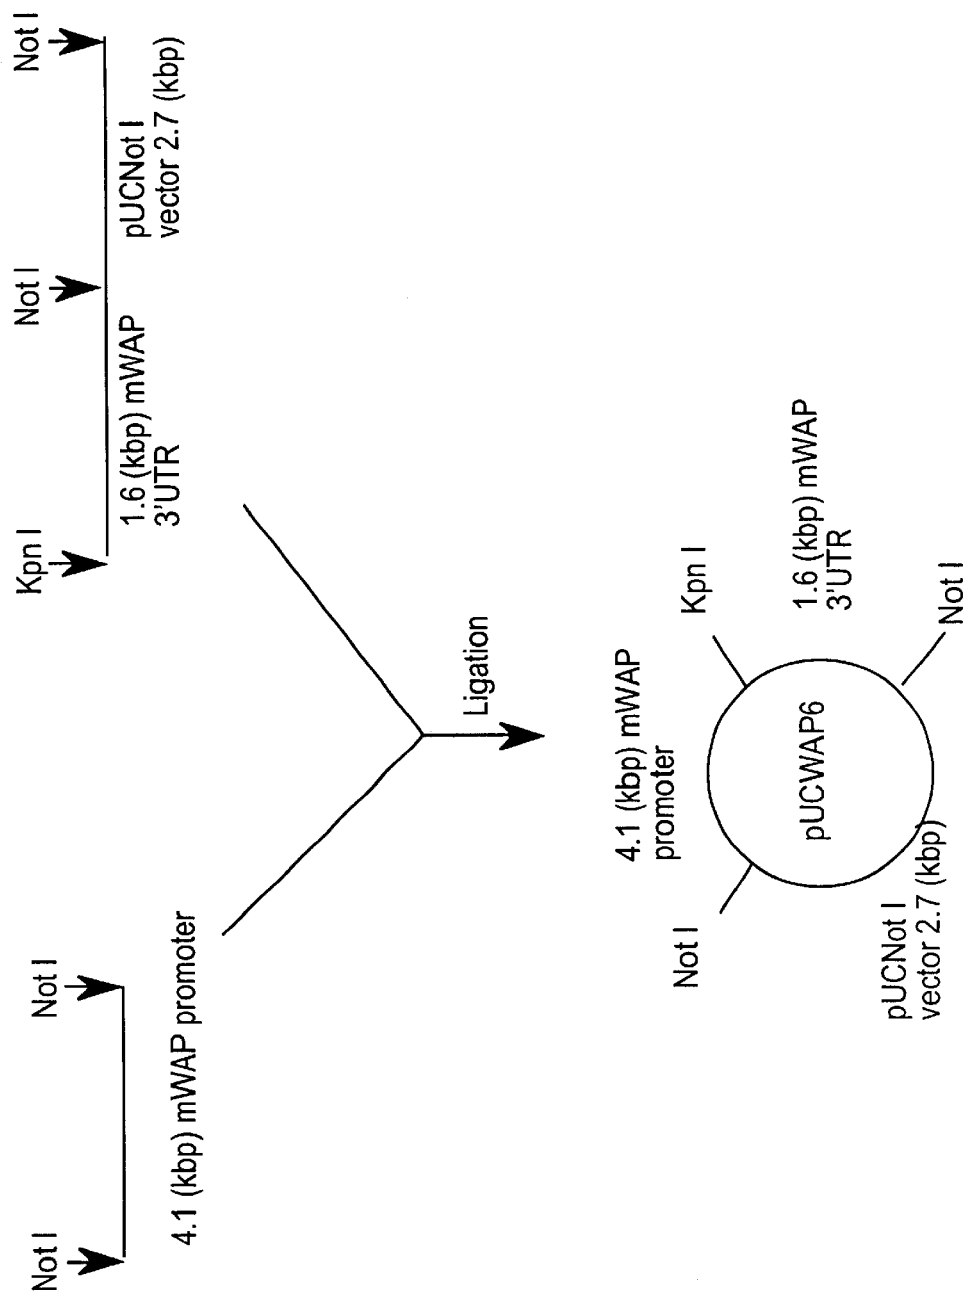 Not I
Not I
4.1 (kbp) mWAP promoter
Kpn I
Not I
Not I
1.6 (kbp) mWAP
3'UTR
pUCNot I
vector 2.7 (kbp)
Ligation
4.1 (kbp) mWAP
promoter
Not I
Kpn I
pUCWAP6
1.6 (kbp) mWAP
3'UTR
pUCNot I
vector 2.7 (kbp)
Not I